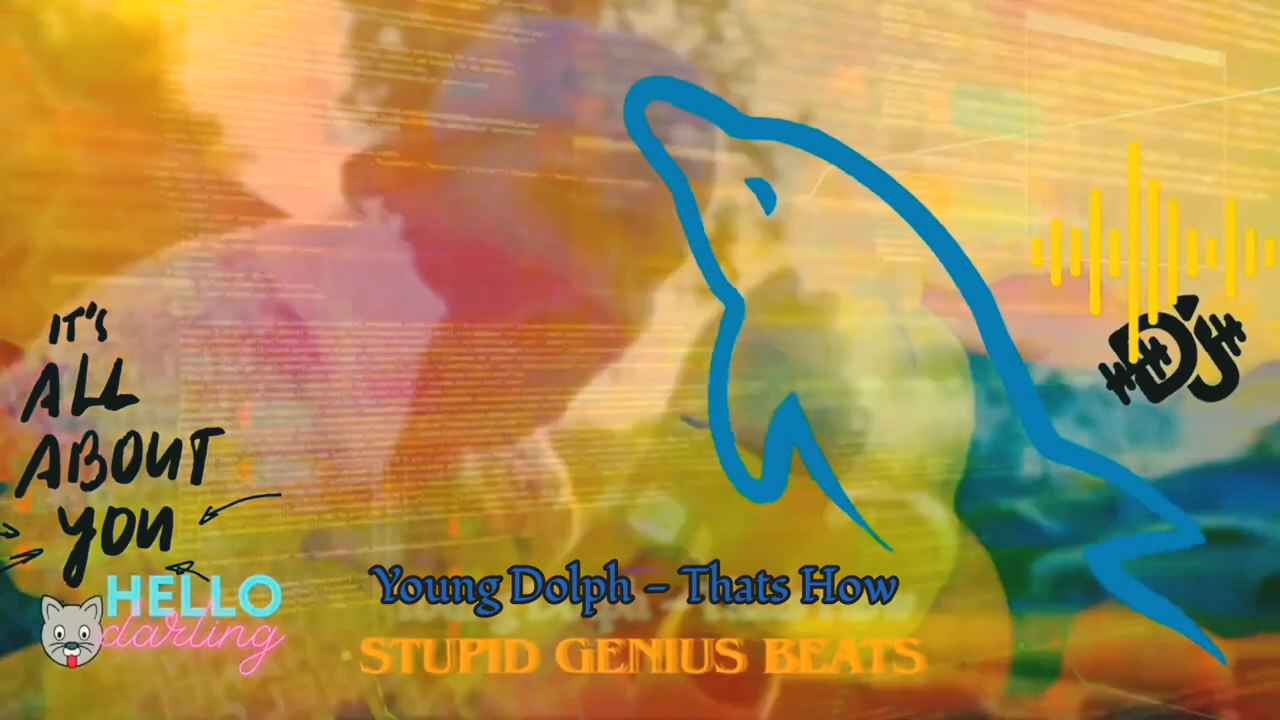 IT'S
ALL
ABOUT
YOU
HELLO
darling
Dj
Young Dolph – Thats How
STUPID GENIUS BEATS